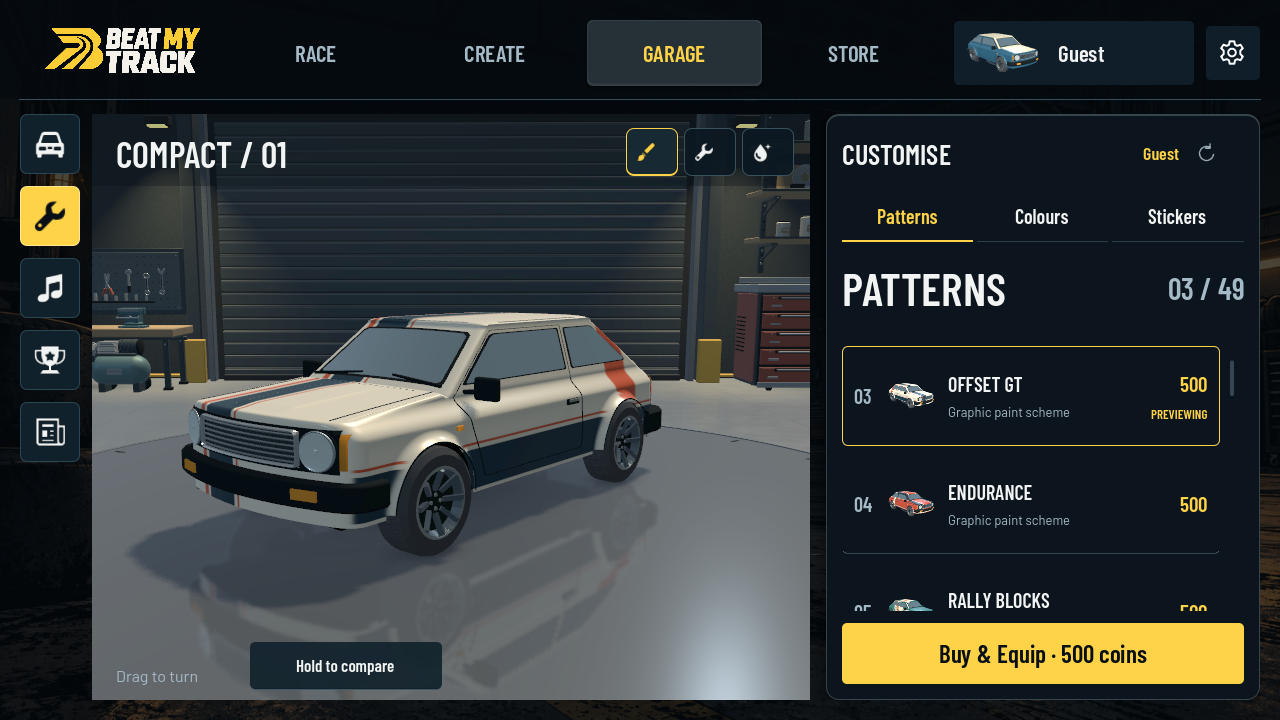 BEAT MY
TRACK
RACE
CREATE
GARAGE
STORE
Guest
COMPACT / 01
CUSTOMISE
Guest
Patterns
Colours
Stickers
PATTERNS
03 / 49
03
OFFSET GT
Graphic paint scheme
500
PREVIEWING
04
ENDURANCE
Graphic paint scheme
500
05
RALLY BLOCKS
500
Buy & Equip · 500 coins
Hold to compare
Drag to turn